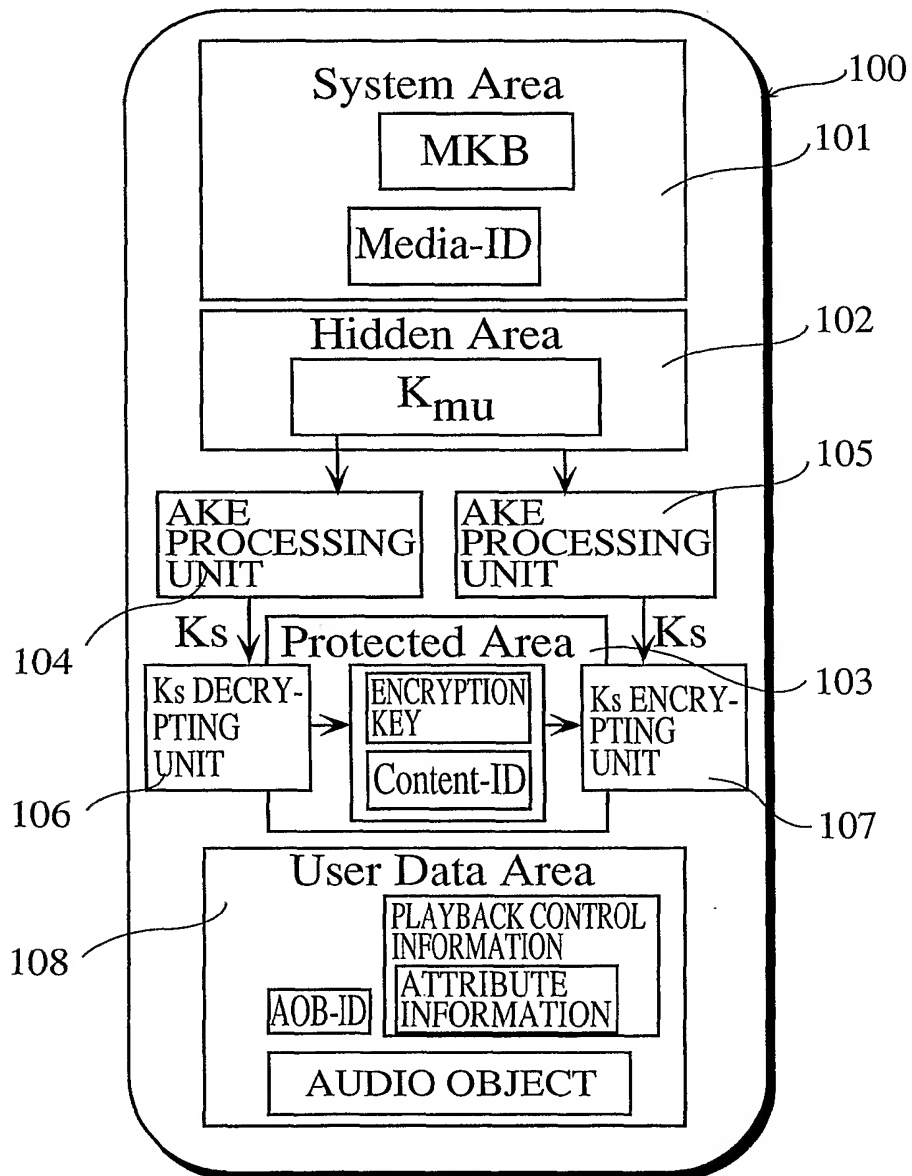 System Area
100
MKB
101
Media-ID
Hidden Area
102
Kmu
105
AKE
PROCESSING
UNIT
AKE
PROCESSING
UNIT
104
Ks
Protected Area
Ks
103
Ks DECRY-
PTING
UNIT
ENCRYPTION
KEY
Content-ID
Ks ENCRY-
PTING
UNIT
106
107
User Data Area
108
PLAYBACK CONTROL
INFORMATION
ATTRIBUTE
INFORMATION
AOB-ID
AUDIO OBJECT